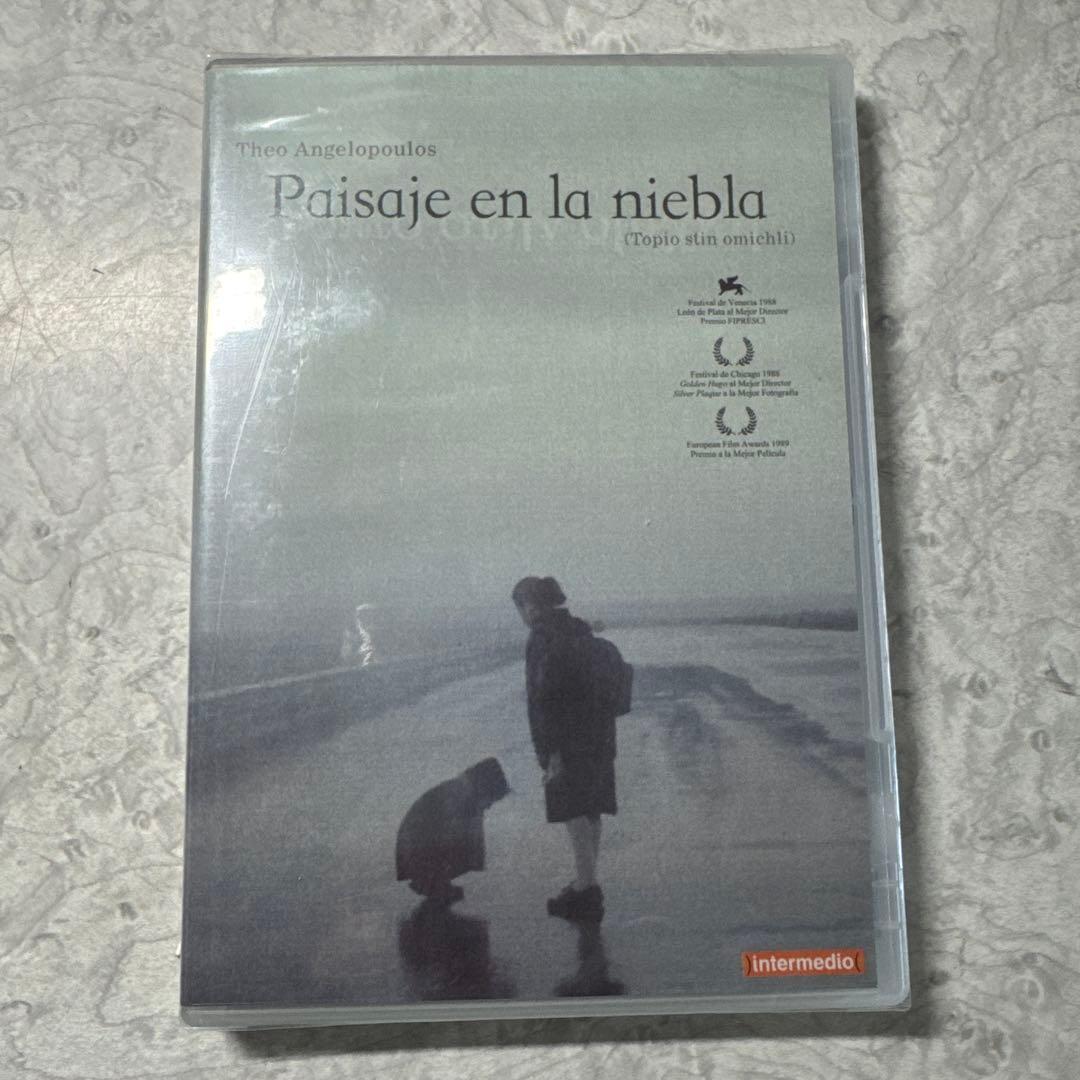 Theo Angelopoulos
Paisaje en la niebla
(Topio stin omichli)
Festival de Venecia 1988
León de Plata al Mejor Director
Premio FIPRESCI
Festival de Chicago 1988
Golden Hugo al Mejor Director
Silver Plaque a la Mejor Fotografía
European Film Awards 1989
Premio a la Mejor Película
)intermedio(